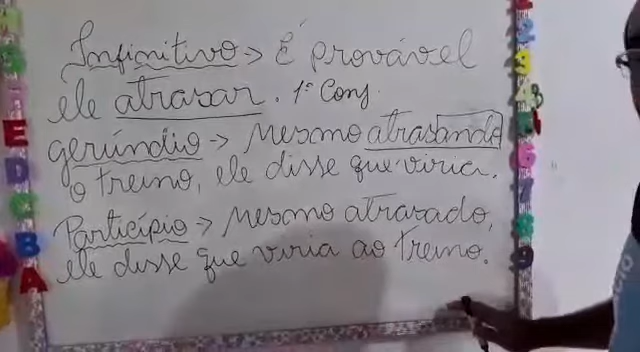 Infinitivo > É provável
ele atrasar. 1ª Conj.
gerúndio -> Mesmo atrasando
o treino, ele disse que viria.
Particípio > Mesmo atrasado,
ele disse que viria ao treino.